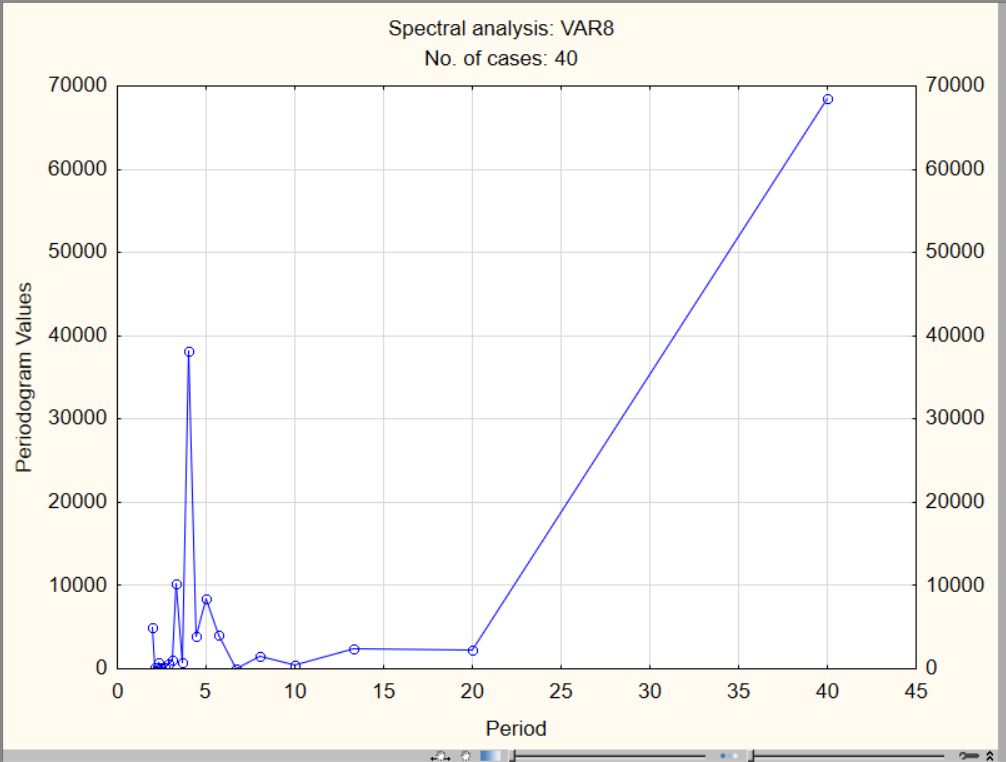 Spectral analysis: VAR8
No. of cases: 40
70000 70000
60000 60000
50000 50000
40000 40000
30000 30000
20000 20000
10000 10000
0 0
Periodogram Values
0 5 10 15 20 25 30 35 40 45
Period